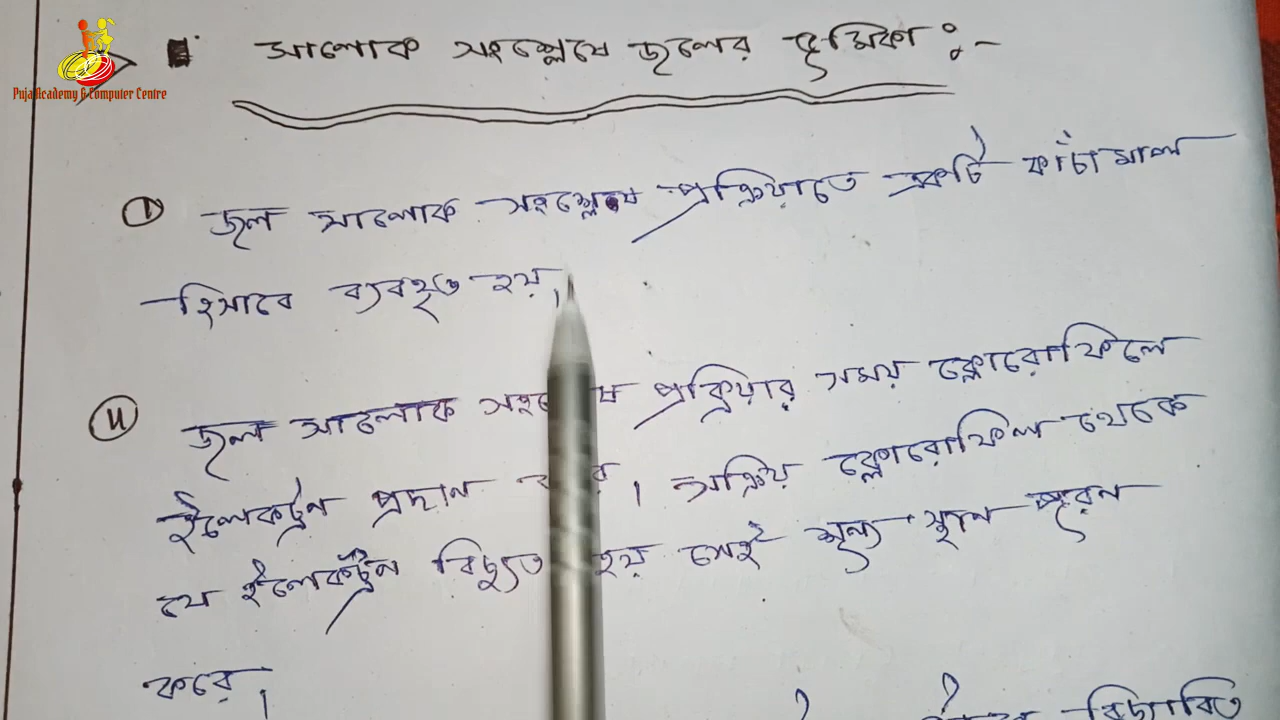 Puja Academy & Computer Centre
আলোক সংশ্লেষে জলের ভূমিকা :-
(i) জল আলোক সংশ্লেষ প্রক্রিয়াতে একটি কাঁচামাল
হিসাবে ব্যবহৃত হয়।
(ii) জল আলোক প্রক্রিয়ার সময় ক্লোরোফিলে
ইলেকট্রন প্রদান । সক্রিয় ক্লোরোফিল থেকে
যে ইলেকট্রন বিচ্যুত হয় সেই শূন্য স্থান পূরন
করে।